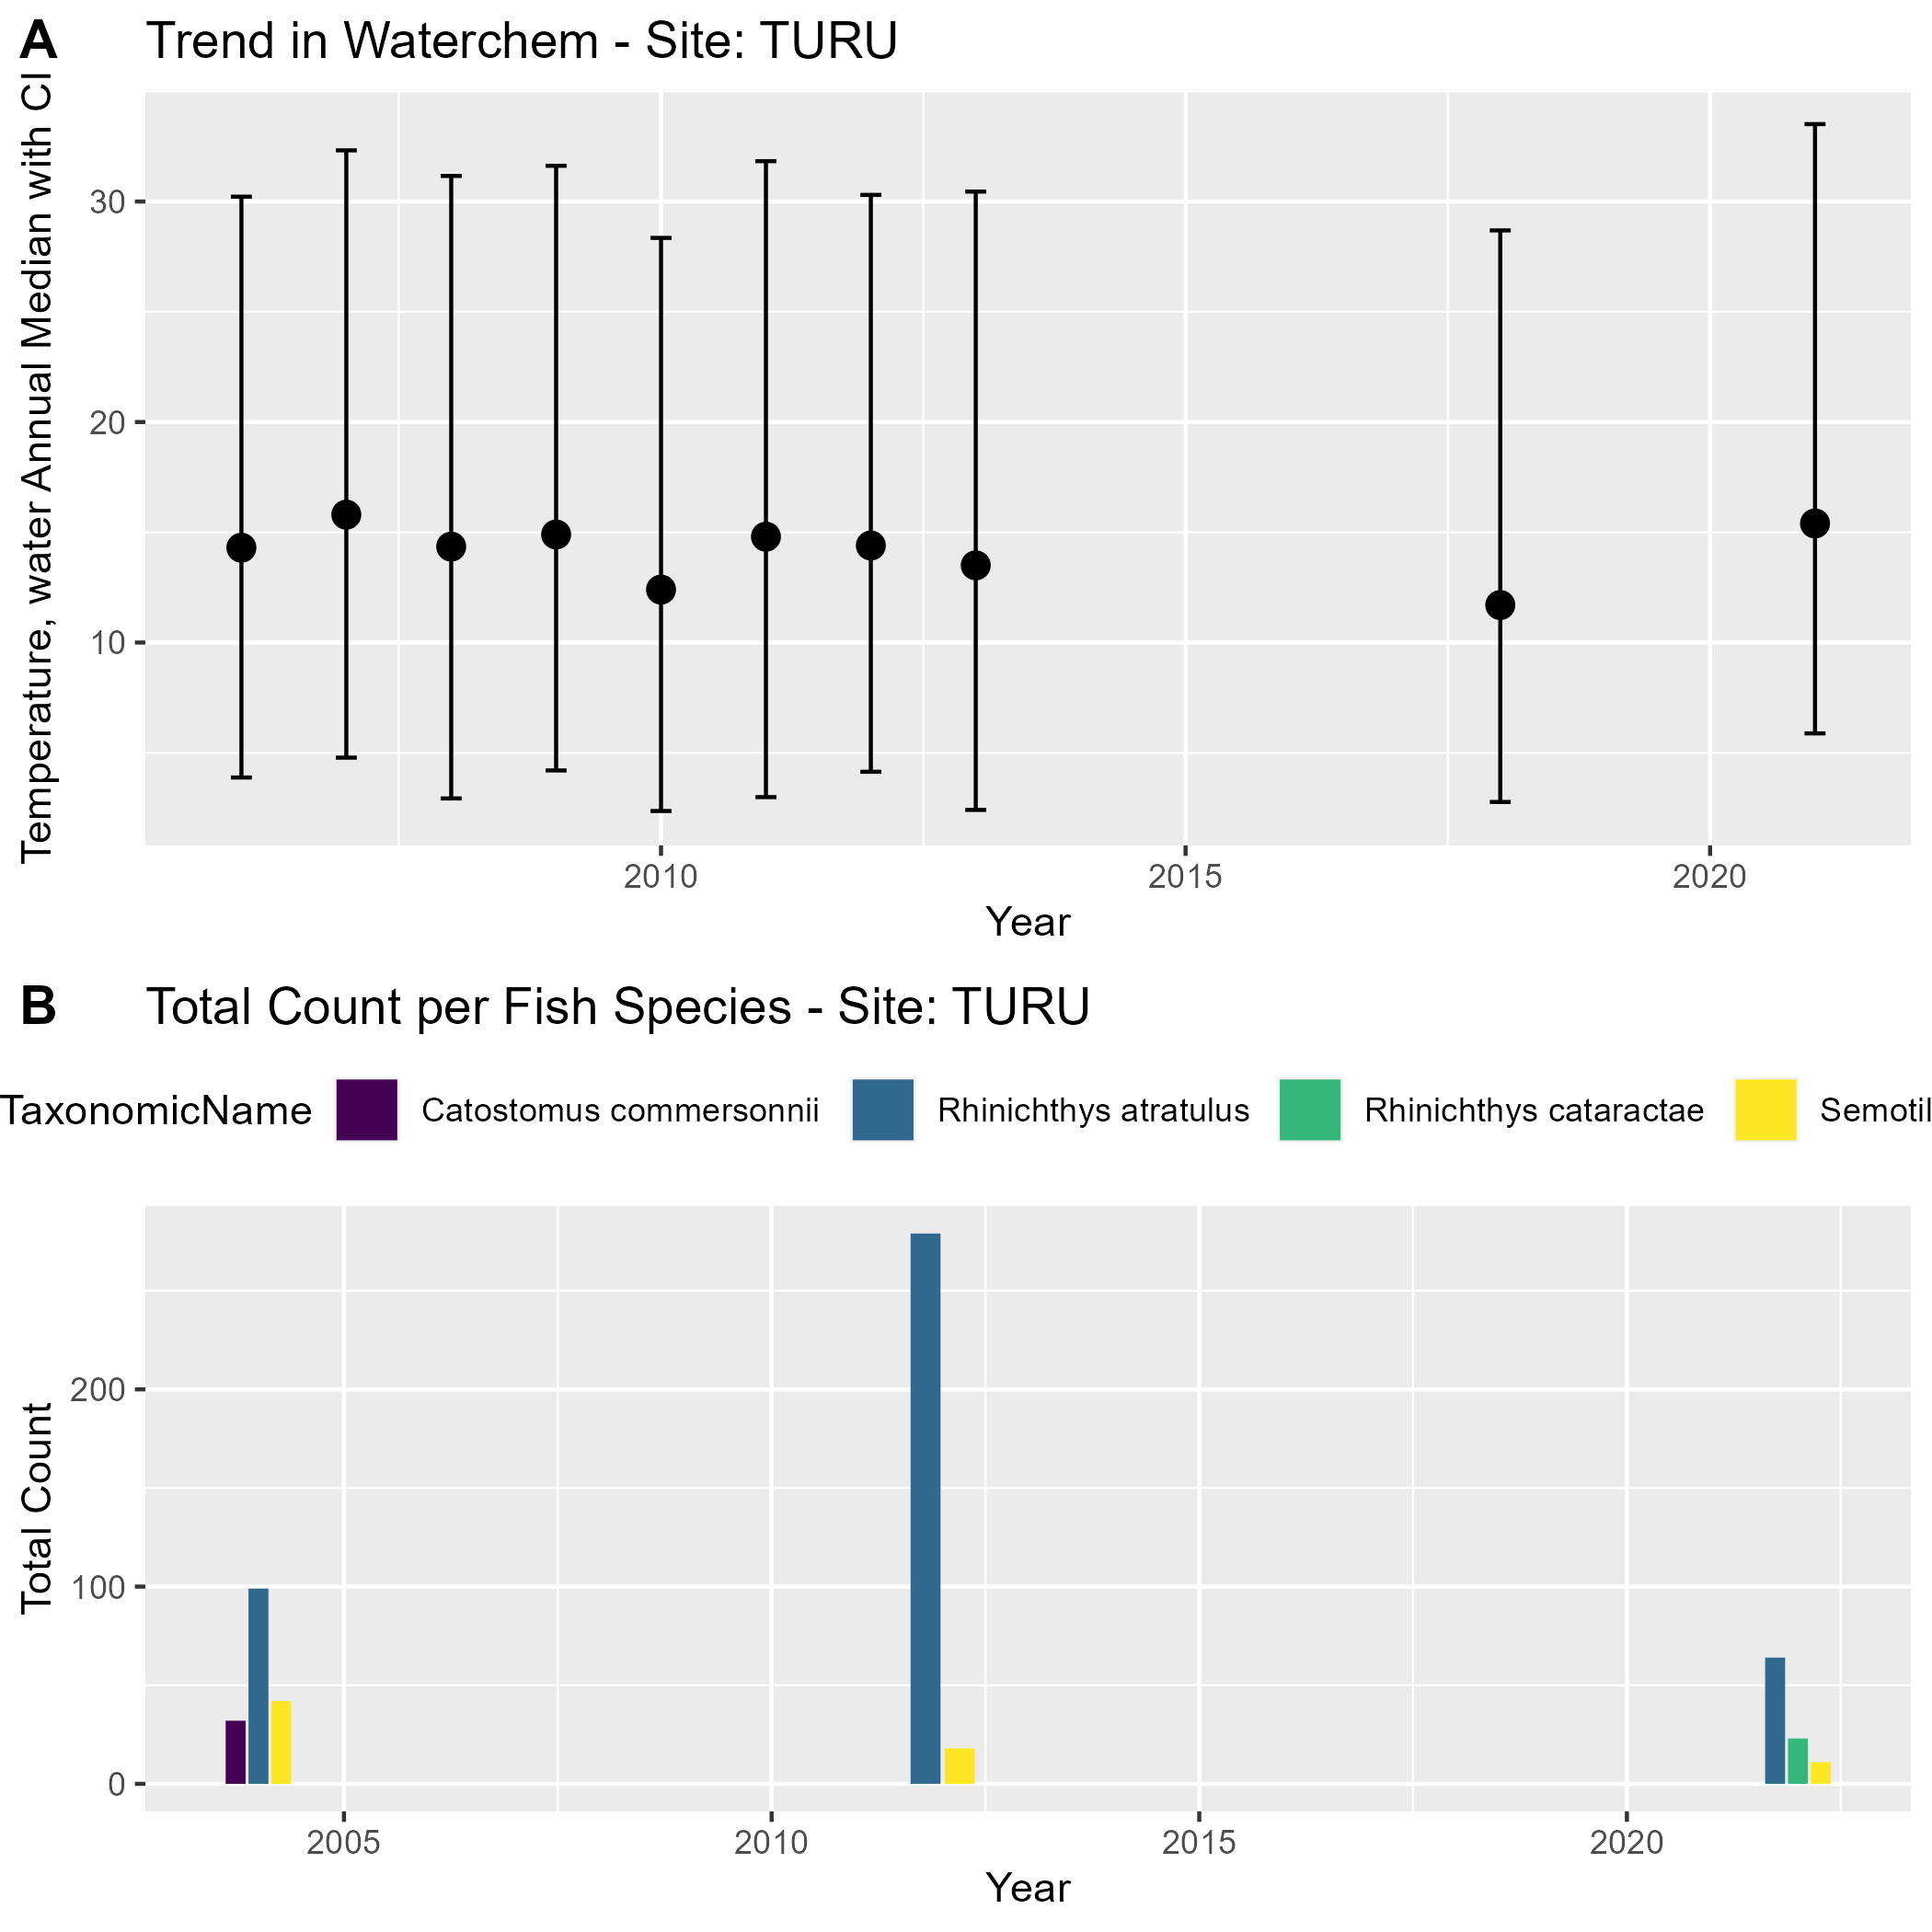 A
Trend in Waterchem - Site: TURU
Temperature, water Annual Median with CI
30
20
10
2010
2015
2020
Year
B
Total Count per Fish Species - Site: TURU
TaxonomicName
Catostomus commersonnii
Rhinichthys atratulus
Rhinichthys cataractae
Semotil
Total Count
200
100
0
2005
2010
2015
2020
Year